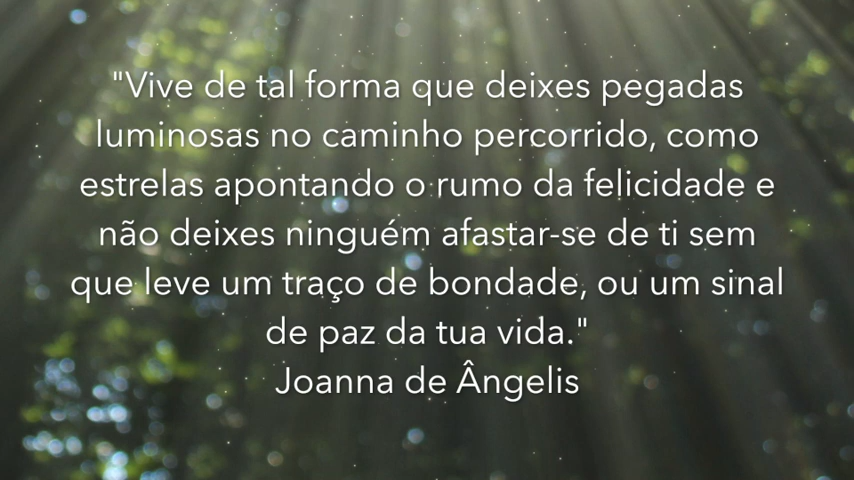 "Vive de tal forma que deixes pegadas
luminosas no caminho percorrido, como
estrelas apontando o rumo da felicidade e
não deixes ninguém afastar-se de ti sem
que leve um traço de bondade, ou um sinal
de paz da tua vida."
Joanna de Ângelis